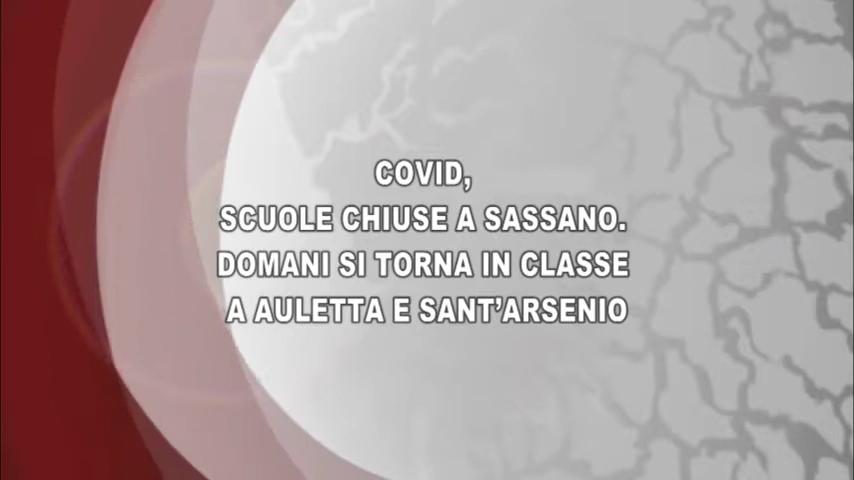 COVID,
SCUOLE CHIUSE A SASSANO.
DOMANI SI TORNA IN CLASSE
A AULETTA E SANT'ARSENIO